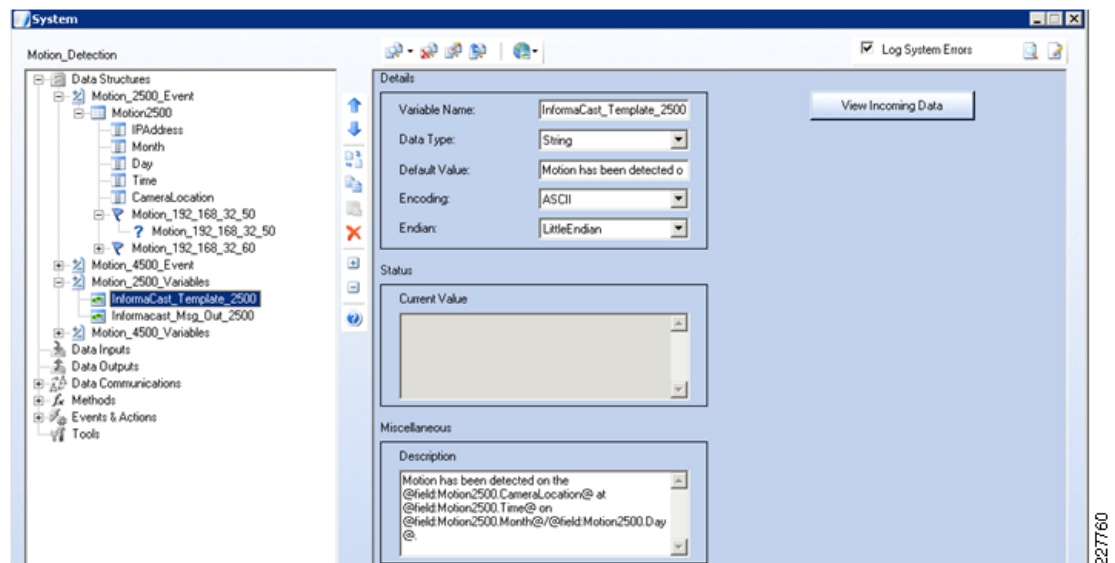 System
Motion_Detection
Log System Errors
Data Structures
Motion_2500_Event
Motion2500
IPAddress
Month
Day
Time
CameraLocation
Motion_192_168_32_50
Motion_192_168_32_50
Motion_192_168_32_60
Motion_4500_Event
Motion_2500_Variables
InformaCast_Template_2500
Informacast_Msg_Out_2500
Motion_4500_Variables
Data Inputs
Data Outputs
Data Communications
Methods
Events & Actions
Tools
Details
Variable Name: InformaCast_Template_2500
Data Type: String
Default Value: Motion has been detected o
Encoding: ASCII
Endian: LittleEndian
View Incoming Data
Status
Current Value
Miscellaneous
Description
Motion has been detected on the
@field:Motion2500.CameraLocation@ at
@field:Motion2500.Time@ on
@field:Motion2500.Month@/@field:Motion2500.Day
@.
227760